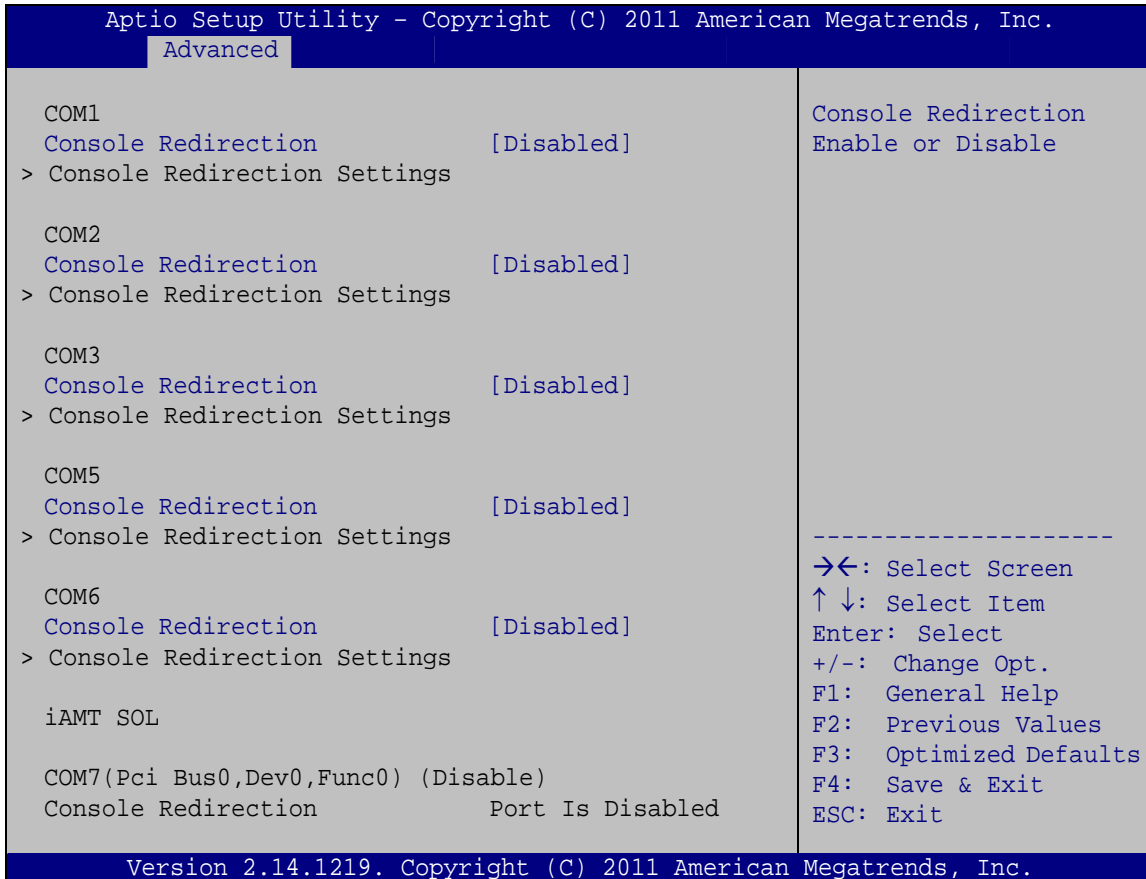 Aptio Setup Utility – Copyright (C) 2011 American Megatrends, Inc.
Advanced
COM1
Console Redirection [Disabled]
> Console Redirection Settings
COM2
Console Redirection [Disabled]
> Console Redirection Settings
COM3
Console Redirection [Disabled]
> Console Redirection Settings
COM5
Console Redirection [Disabled]
> Console Redirection Settings
COM6
Console Redirection [Disabled]
> Console Redirection Settings
iAMT SOL
COM7(Pci Bus0,Dev0,Func0) (Disable)
Console Redirection Port Is Disabled
Console Redirection
Enable or Disable
---------------------
→←: Select Screen
↑ ↓: Select Item
Enter: Select
+/-: Change Opt.
F1: General Help
F2: Previous Values
F3: Optimized Defaults
F4: Save & Exit
ESC: Exit
Version 2.14.1219. Copyright (C) 2011 American Megatrends, Inc.